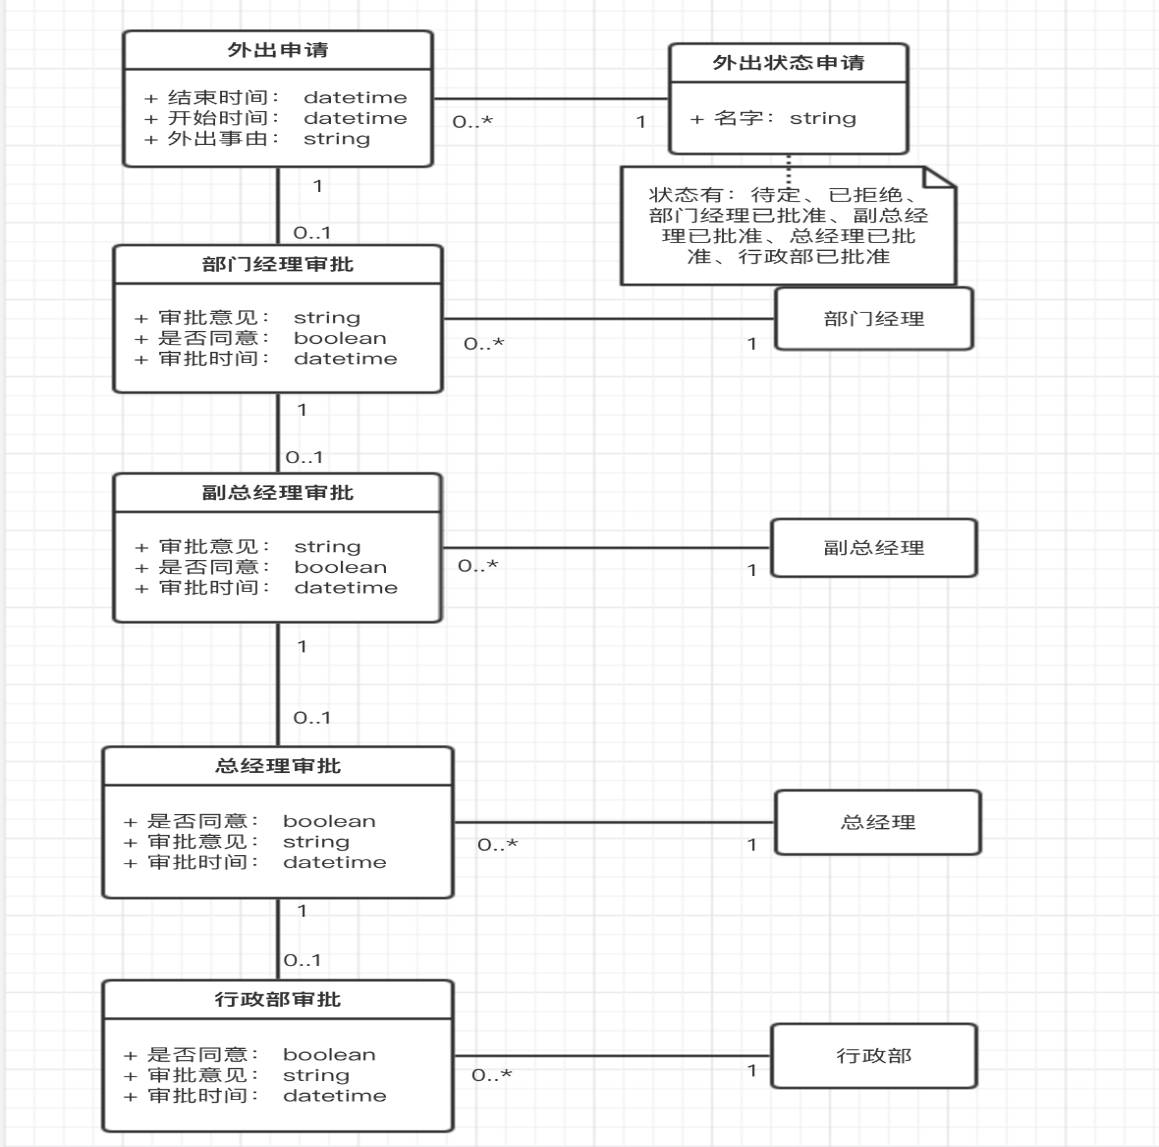 外出申请
+ 结束时间： datetime
+ 开始时间： datetime
+ 外出事由： string
外出状态申请
+ 名字： string
0..*
1
状态有：待定、已拒绝、
部门经理已批准、副总经
理已批准、总经理已批
准、行政部已批准
1
0..1
部门经理审批
+ 审批意见： string
+ 是否同意： boolean
+ 审批时间： datetime
部门经理
0..*
1
1
0..1
副总经理审批
+ 审批意见： string
+ 是否同意： boolean
+ 审批时间： datetime
副总经理
0..*
1
1
0..1
总经理审批
+ 是否同意： boolean
+ 审批意见： string
+ 审批时间： datetime
总经理
0..*
1
1
0..1
行政部审批
+ 是否同意： boolean
+ 审批意见： string
+ 审批时间： datetime
行政部
0..*
1